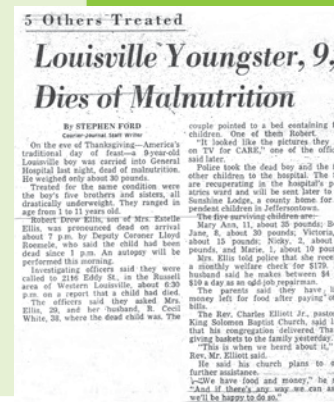 5 Others Treated
Louisville Youngster, 9,
Dies of Malnutrition
By STEPHEN FORD
Courier-Journal Staff Writer
On the eve of Thanksgiving—America's
traditional day of feast—a 9-year-old
Louisville boy was carried into General
Hospital last night, dead of malnutrition.
He weighed only about 30 pounds.
Treated for the same condition were
the boy's five brothers and sisters, all
drastically underweight. They ranged in
age from 1 to 11 years old.
Robert Drew Ellis, son of Mrs. Estelle
Ellis, was pronounced dead on arrival
about 7 p.m. by Deputy Coroner Lloyd
Roemele, who said the child had been
dead since 1 p.m. An autopsy will be
performed this morning.
Investigating officers said they were
called to 2116 Eddy St., in the Russell
area of Western Louisville, about 6:30
p.m. on a report that a child had died.
The officers said they asked Mrs.
Ellis, 29, and her husband, R. Cecil
White, 38, where the dead child was. The
couple pointed to a bed containing
children. One of them Robert.
"It looked like the pictures they
on TV for CARE," one of the offic
said later.
Police took the dead boy and the
other children to the hospital. The
are recuperating in the hospital's p
atrics ward and will be sent later to
Sunshine Lodge, a county home for
pendent children in Jeffersontown.
The five surviving children are:
Mary Ann, 11, about 35 pounds; B
Jane, 8, about 30 pounds; Victoria,
about 15 pounds; Nicky, 2, about
pounds, and Marie, 1, about 10 pou
Mrs. Ellis told police that she rece
a monthly welfare check for $179.
husband said he makes between $4
$10 a day as an odd-job repairman.
The parents said they have li
money left for food after paying
bills.
The Rev. Charles Elliott Jr., pasto
King Solomon Baptist Church, said l
that his congregation delivered Tha
giving baskets to the family yesterday.
"This is when we heard about it,"
Rev. Mr. Elliott said.
He said his church plans to o
further assistance.
"We have food and money," he
"And if there's any way we can as
we'll be happy to do so."